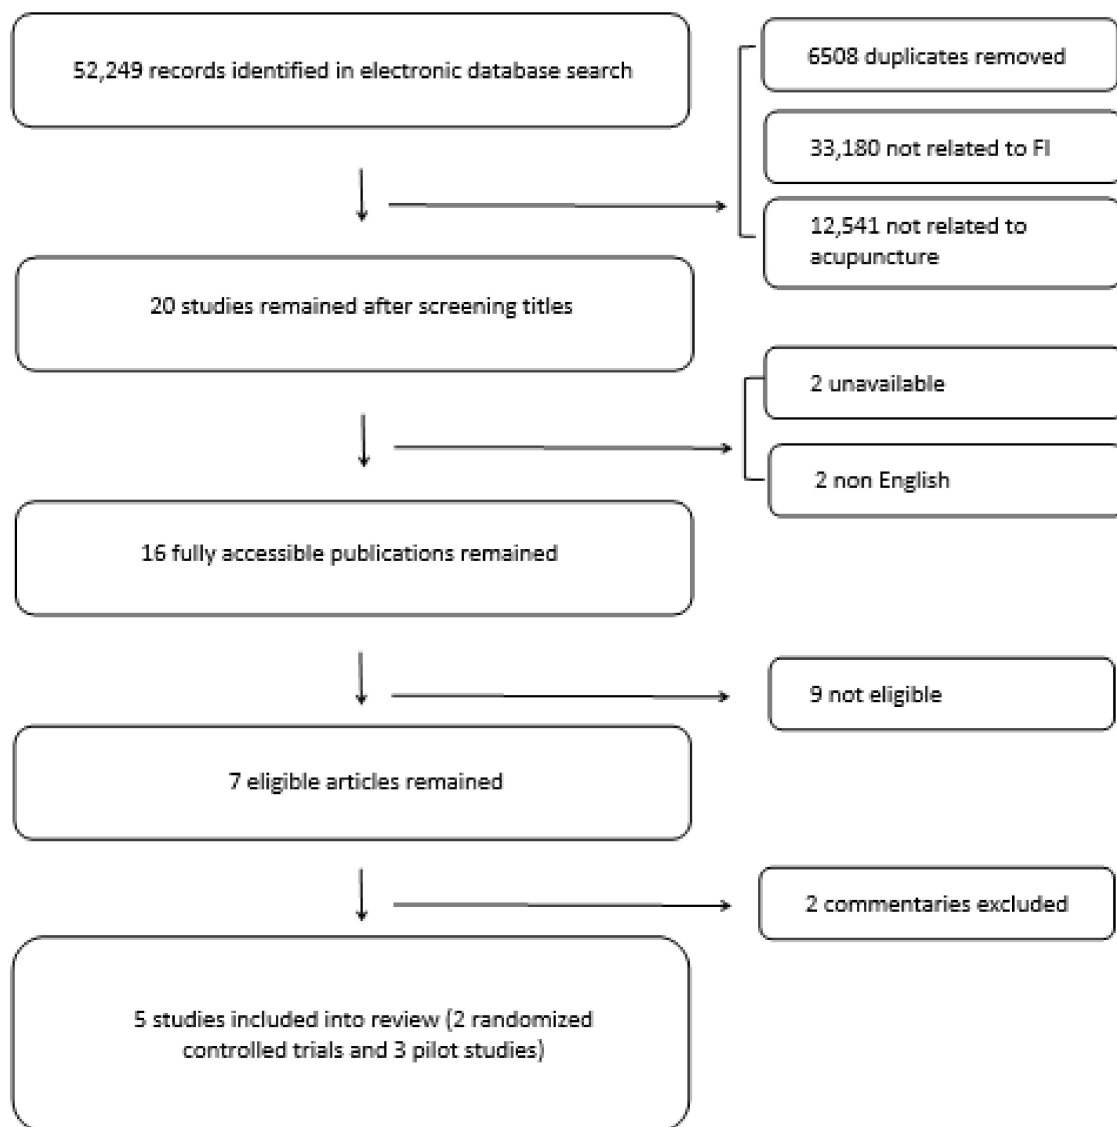 52,249 records identified in electronic database search
6508 duplicates removed
33,180 not related to FI
12,541 not related to
acupuncture
20 studies remained after screening titles
2 unavailable
2 non English
16 fully accessible publications remained
9 not eligible
7 eligible articles remained
2 commentaries excluded
5 studies included into review (2 randomized
controlled trials and 3 pilot studies)